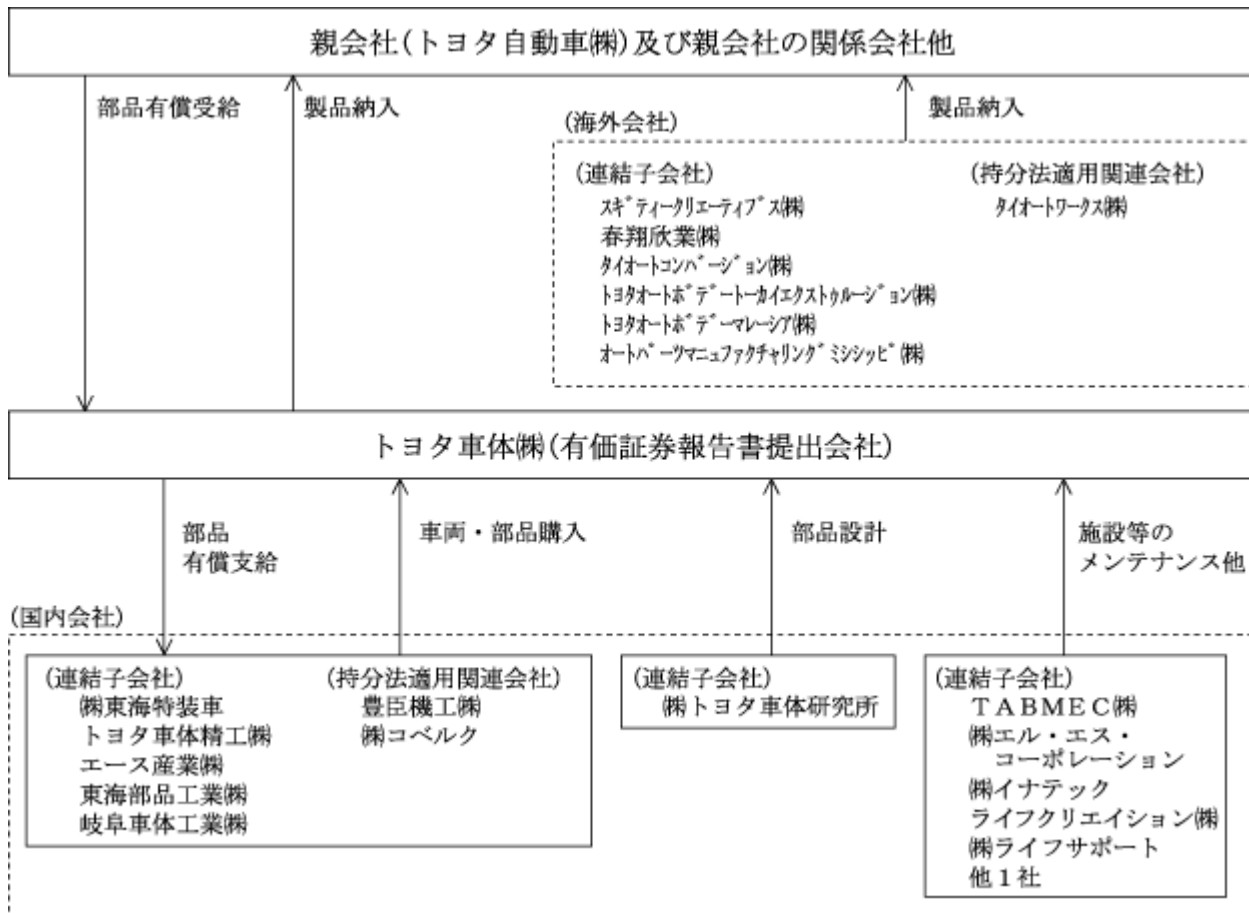 親会社(トヨタ自動車㈱)及び親会社の関係会社他
部品有償受給
製品納入
製品納入
(海外会社)
(連結子会社)
スギティークリエーティブス㈱
春翔欣業㈱
タイオートコンバージョン㈱
トヨタオートボデートーカイエクストゥルージョン㈱
トヨタオートボデーマレーシア㈱
オートパーツマニュファクチャリングミシシッピ㈱
(持分法適用関連会社)
タイオートワークス㈱
トヨタ車体㈱(有価証券報告書提出会社)
部品
有償支給
車両・部品購入
部品設計
施設等の
メンテナンス他
(国内会社)
(連結子会社)
㈱東海特装車
トヨタ車体精工㈱
エース産業㈱
東海部品工業㈱
岐阜車体工業㈱
(持分法適用関連会社)
豊臣機工㈱
㈱コベルク
(連結子会社)
㈱トヨタ車体研究所
(連結子会社)
ＴＡＢＭＥＣ㈱
㈱エル・エス・
コーポレーション
㈱イナテック
ライフクリエイション㈱
㈱ライフサポート
他１社